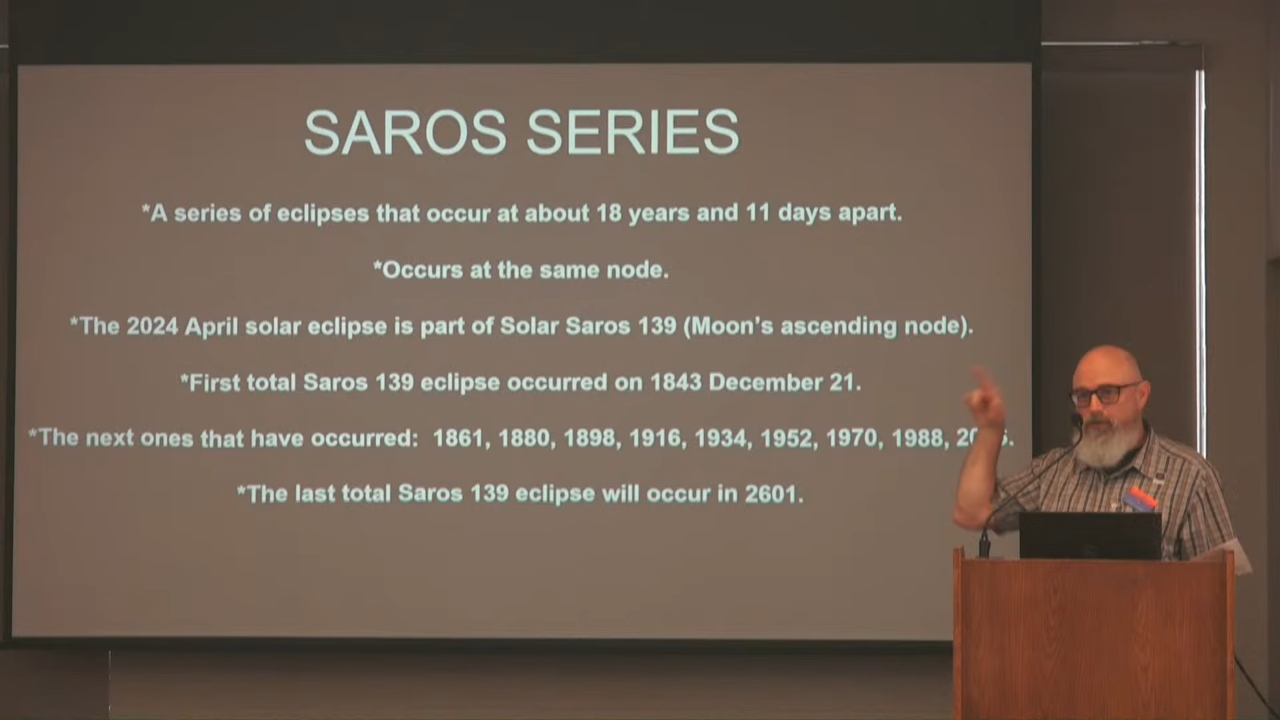 SAROS SERIES
*A series of eclipses that occur at about 18 years and 11 days apart.
*Occurs at the same node.
*The 2024 April solar eclipse is part of Solar Saros 139 (Moon's ascending node).
*First total Saros 139 eclipse occurred on 1843 December 21.
*The next ones that have occurred: 1861, 1880, 1898, 1916, 1934, 1952, 1970, 1988,
*The last total Saros 139 eclipse will occur in 2601.